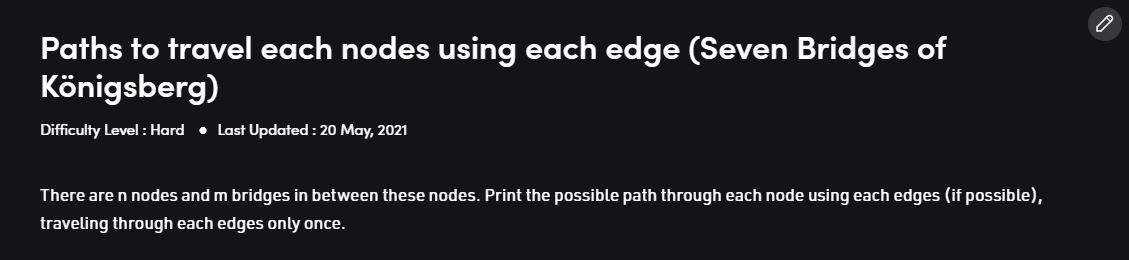 Paths to travel each nodes using each edge (Seven Bridges of
Königsberg)
Difficulty Level : Hard ● Last Updated : 20 May, 2021
There are n nodes and m bridges in between these nodes. Print the possible path through each node using each edges (if possible),
traveling through each edges only once.